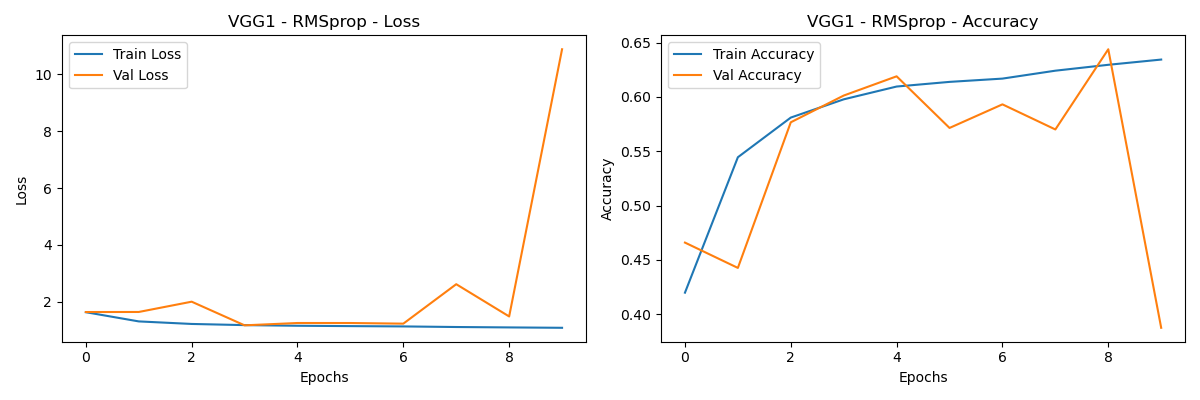 VGG1 - RMSprop - Loss
Train Loss
Val Loss
10
8
6
4
2
Loss
0 2 4 6 8
Epochs
VGG1 - RMSprop - Accuracy
Train Accuracy
Val Accuracy
0.65
0.60
0.55
0.50
0.45
0.40
Accuracy
0 2 4 6 8
Epochs